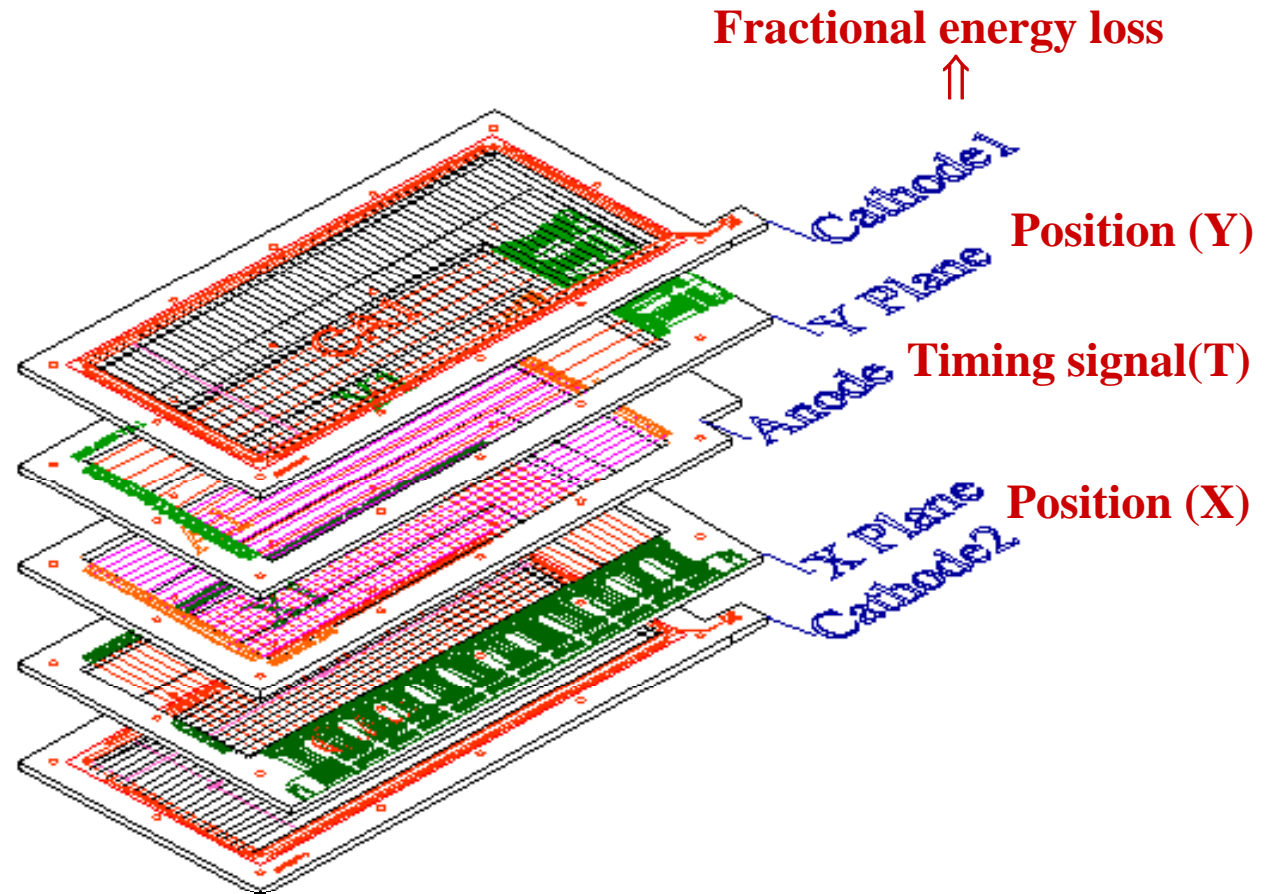 Fractional energy loss
⇑
Cathode1
Position (Y)
Y Plane
Timing signal(T)
Anode
Position (X)
X Plane
Cathode2